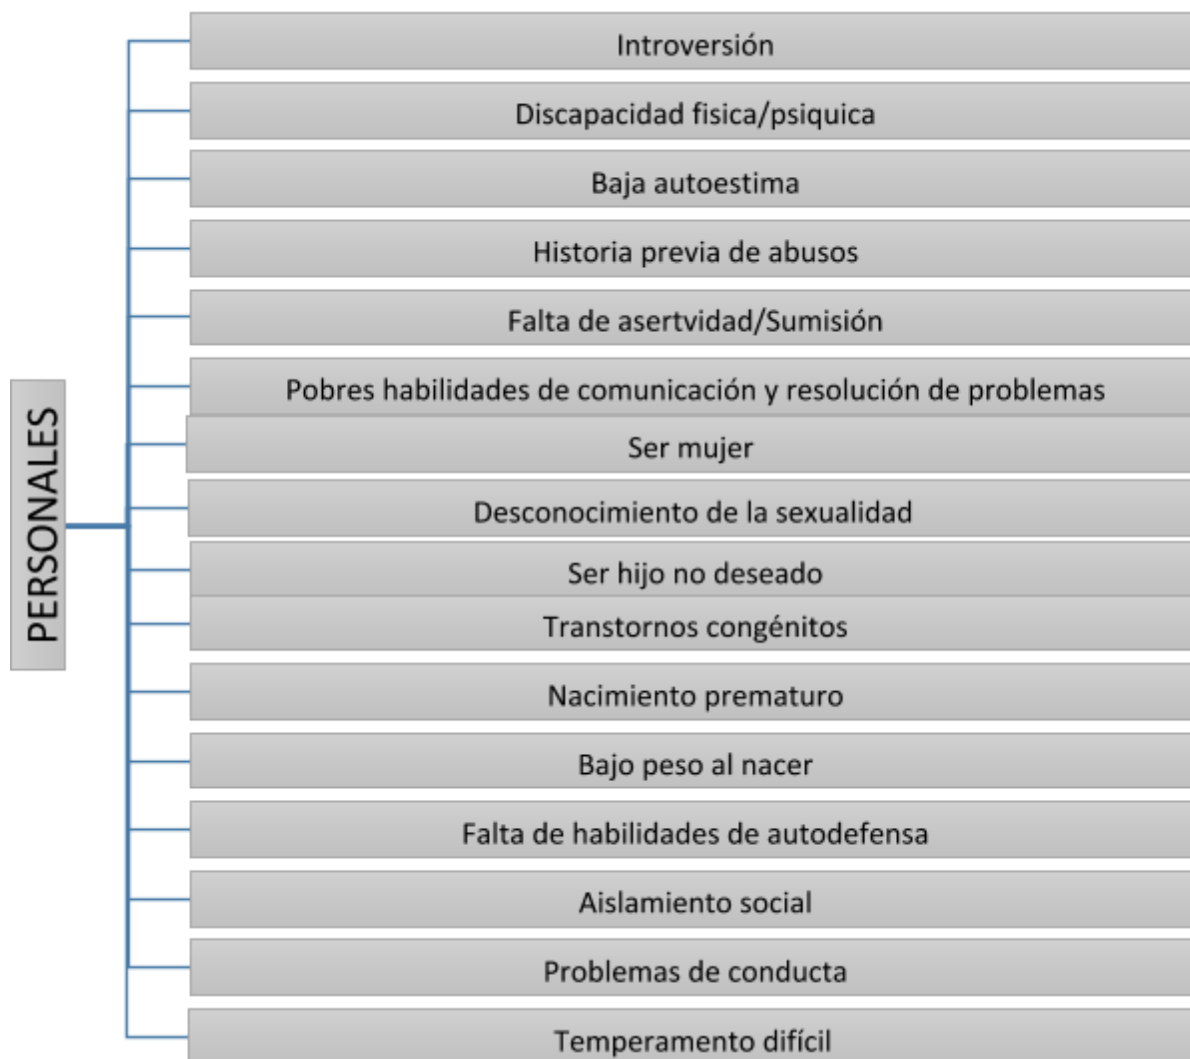 PERSONALES
Introversión
Discapacidad fisica/psiquica
Baja autoestima
Historia previa de abusos
Falta de asertvidad/Sumisión
Pobres habilidades de comunicación y resolución de problemas
Ser mujer
Desconocimiento de la sexualidad
Ser hijo no deseado
Transtornos congénitos
Nacimiento prematuro
Bajo peso al nacer
Falta de habilidades de autodefensa
Aislamiento social
Problemas de conducta
Temperamento difícil